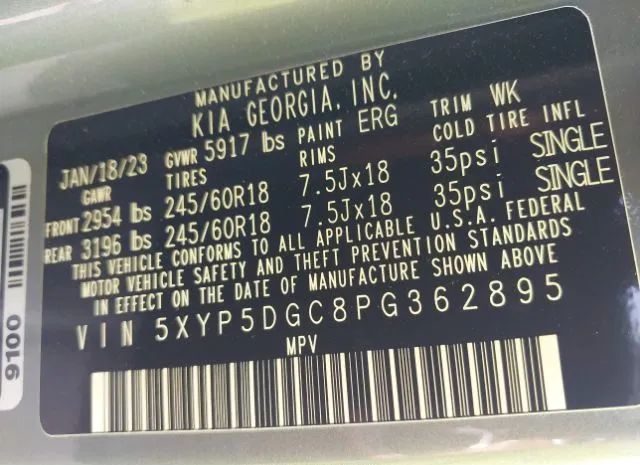 MANUFACTURED BY
KIA GEORGIA, INC.
JAN/18/23 GVWR 5917 lbs PAINT ERG TRIM WK
GAWR TIRES RIMS COLD TIRE INFL
FRONT 2954 lbs 245/60R18 7.5Jx18 35psi SINGLE
REAR 3196 lbs 245/60R18 7.5Jx18 35psi SINGLE
THIS VEHICLE CONFORMS TO ALL APPLICABLE U.S.A. FEDERAL
MOTOR VEHICLE SAFETY AND THEFT PREVENTION STANDARDS
IN EFFECT ON THE DATE OF MANUFACTURE SHOWN ABOVE
VIN 5XYP5DGC8PG362895
MPV
9100